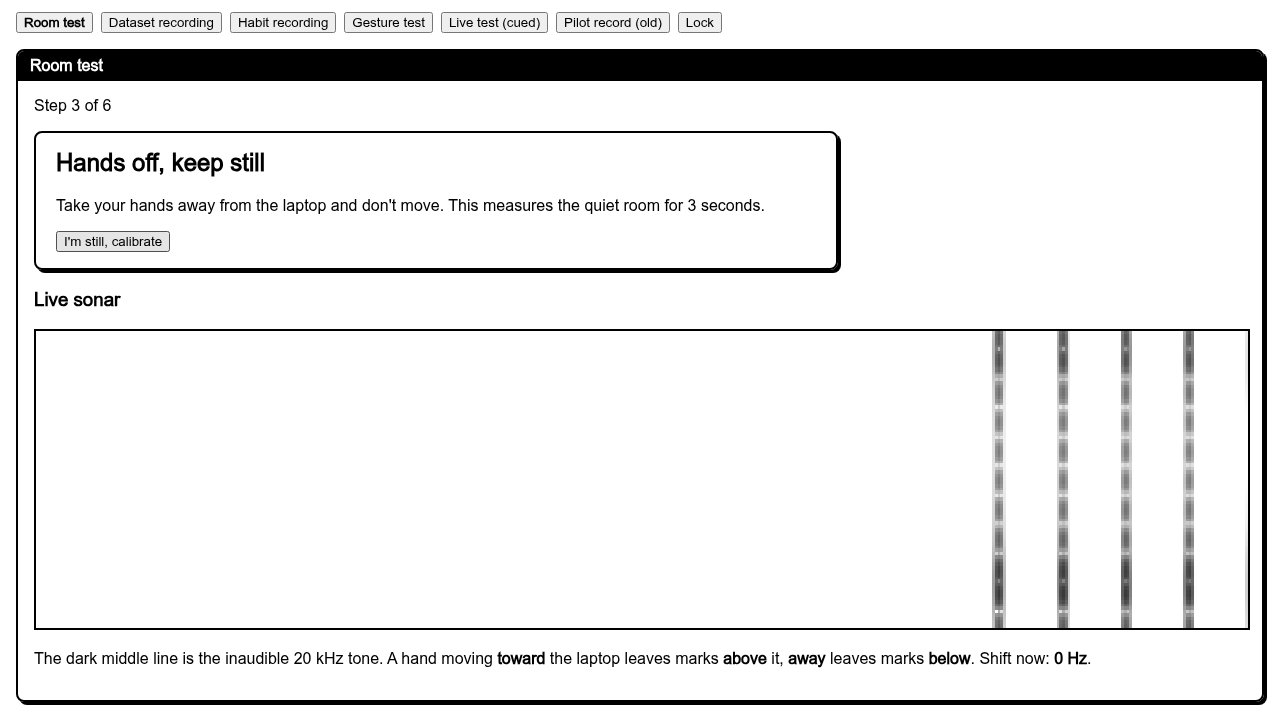 Room test
Dataset recording
Habit recording
Gesture test
Live test (cued)
Pilot record (old)
Lock
Room test
Step 3 of 6
Hands off, keep still
Take your hands away from the laptop and don't move. This measures the quiet room for 3 seconds.
I'm still, calibrate
Live sonar
The dark middle line is the inaudible 20 kHz tone. A hand moving toward the laptop leaves marks above it, away leaves marks below. Shift now: 0 Hz.